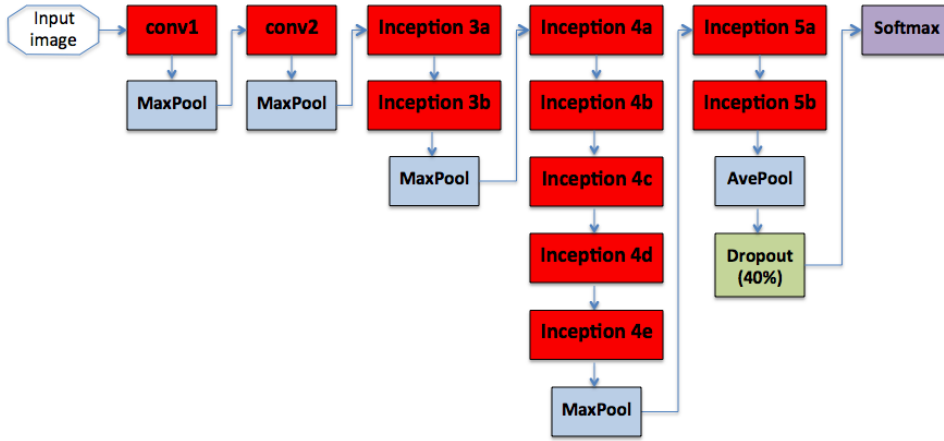 Input
image
conv1
MaxPool
conv2
MaxPool
Inception 3a
Inception 3b
MaxPool
Inception 4a
Inception 4b
Inception 4c
Inception 4d
Inception 4e
MaxPool
Inception 5a
Inception 5b
AvePool
Dropout
(40%)
Softmax